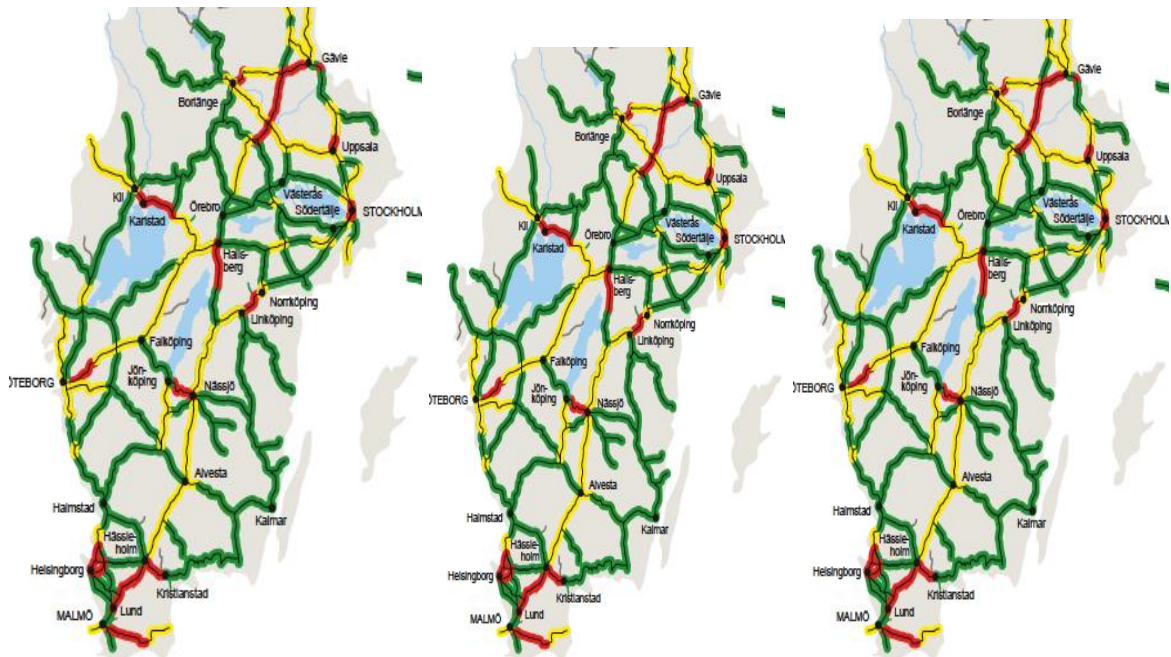 Gävle
Borlänge
Uppsala
Kil
Karlstad
Västerås
Örebro
Södertälje
STOCKHOLM
Halls-
berg
Norrköping
Linköping
Falköping
ÖTEBORG
Jön-
köping
Nässjö
Alvesta
Halmstad
Kalmar
Hässle-
holm
Helsingborg
Kristianstad
Lund
MALMÖ
Gävle
Borlänge
Uppsala
Kil
Karlstad
Västerås
Örebro
Södertälje
STOCKHOLM
Halls-
berg
Norrköping
Linköping
Falköping
ÖTEBORG
Jön-
köping
Nässjö
Alvesta
Halmstad
Kalmar
Hässle-
holm
Helsingborg
Kristianstad
Lund
MALMÖ
Gävle
Borlänge
Uppsala
Kil
Karlstad
Västerås
Örebro
Södertälje
STOCKHOLM
Halls-
berg
Norrköping
Linköping
Falköping
ÖTEBORG
Jön-
köping
Nässjö
Alvesta
Halmstad
Kalmar
Hässle-
holm
Helsingborg
Kristianstad
Lund
MALMÖ